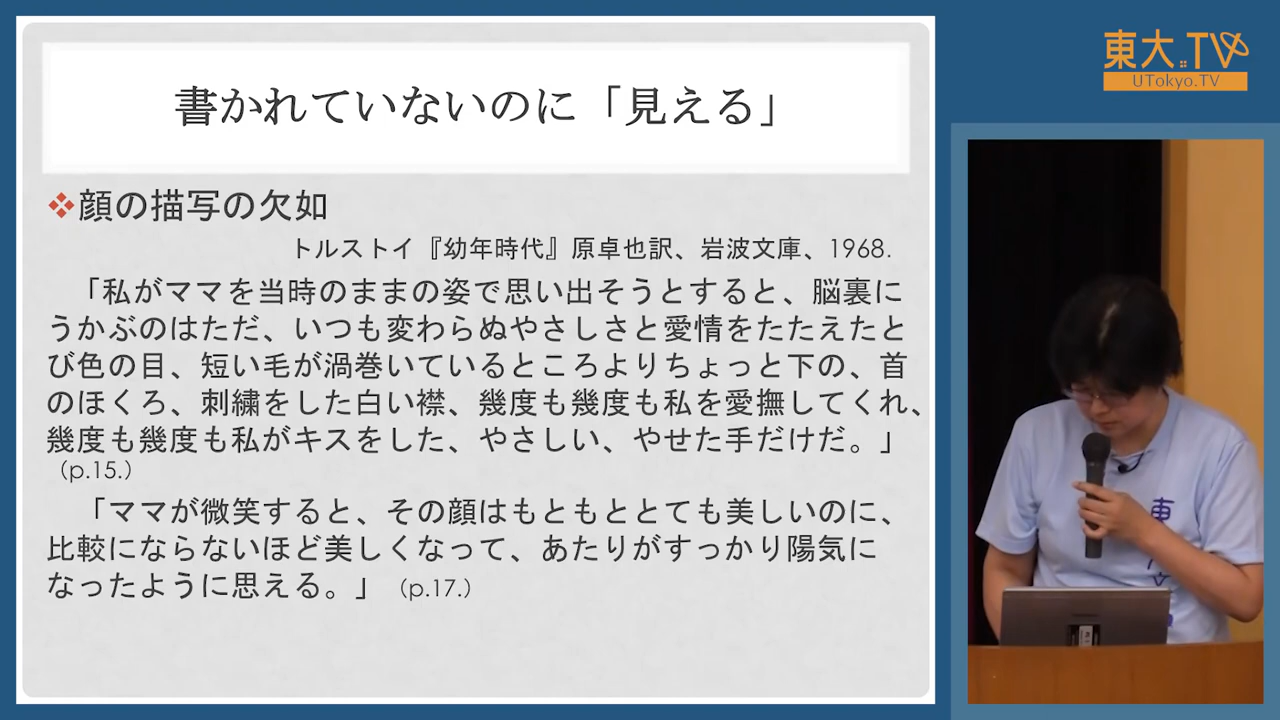 書かれていないのに「見える」
❖顔の描写の欠如
トルストイ『幼年時代』原卓也訳、岩波文庫、1968.
「私がママを当時のままの姿で思い出そうとすると、脳裏に
うかぶのはただ、いつも変わらぬやさしさと愛情をたたえたと
び色の目、短い毛が渦巻いているところよりちょっと下の、首
のほくろ、刺繍をした白い襟、幾度も幾度も私を愛撫してくれ、
幾度も幾度も私がキスをした、やさしい、やせた手だけだ。」
（p.15.）
「ママが微笑すると、その顔はもともととても美しいのに、
比較にならないほど美しくなって、あたりがすっかり陽気に
なったように思える。」（p.17.）
東大.TV
UTokyo.TV
東